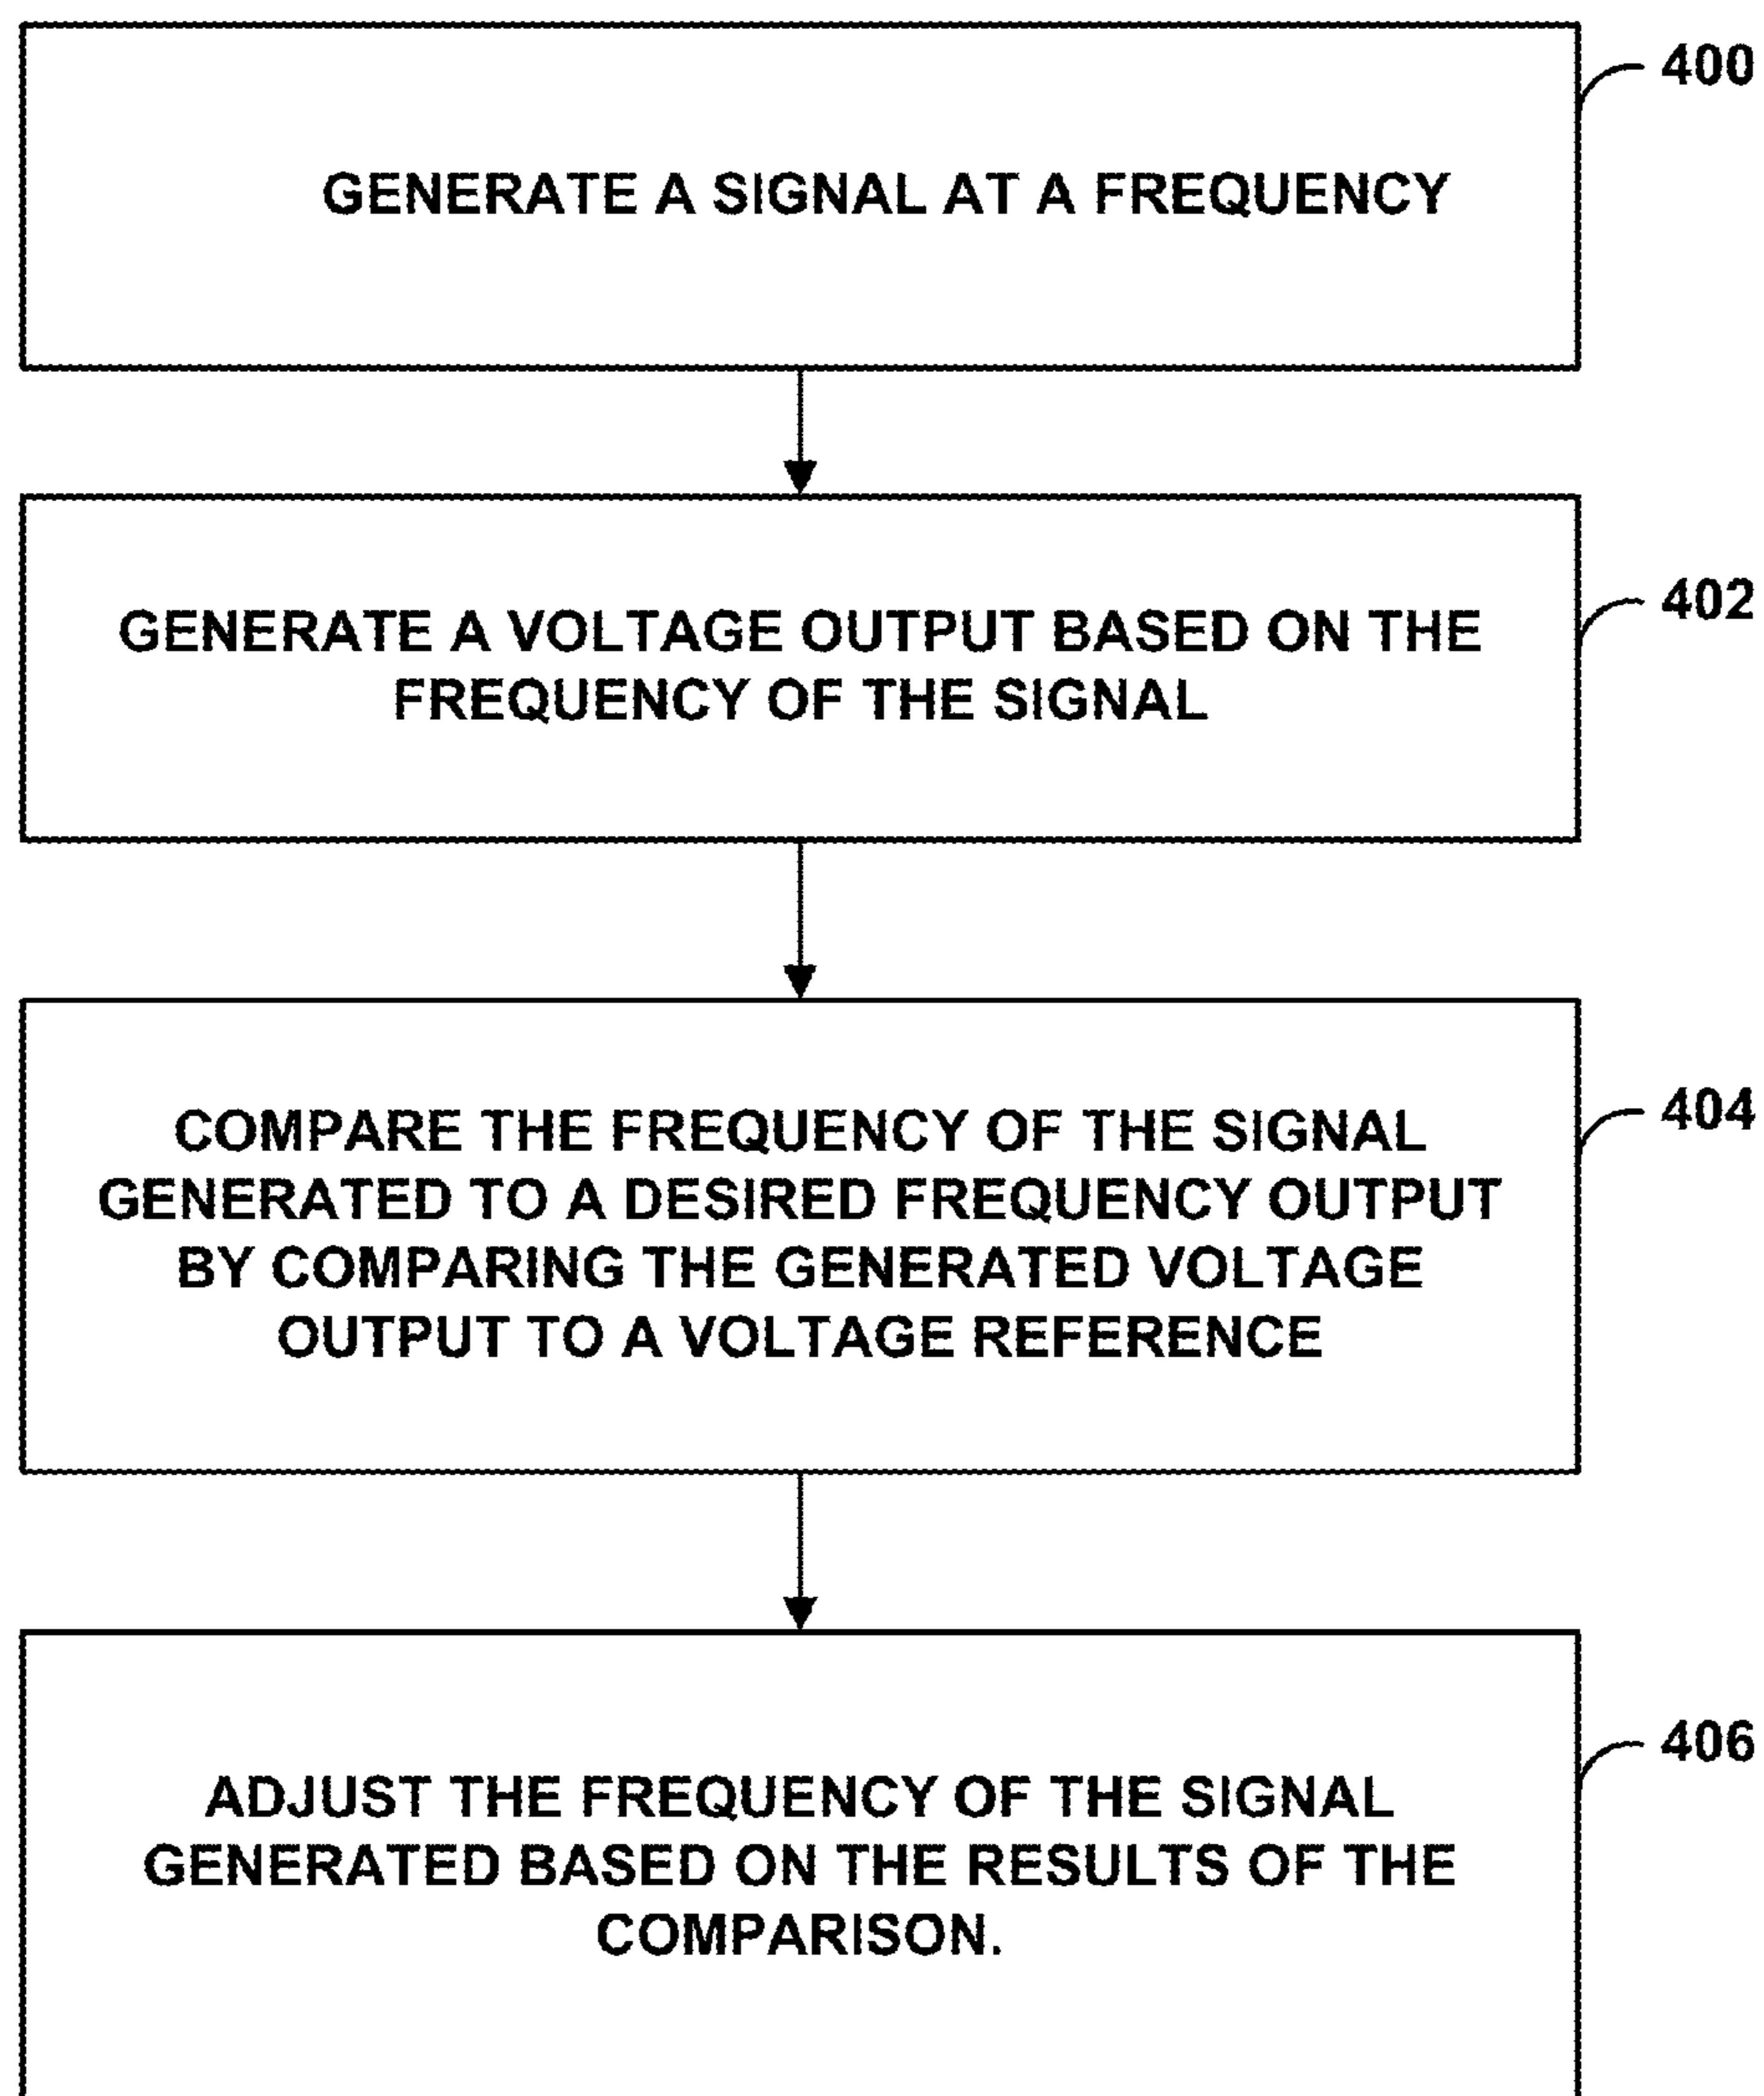 400
GENERATE A SIGNAL AT A FREQUENCY
402
GENERATE A VOLTAGE OUTPUT BASED ON THE
FREQUENCY OF THE SIGNAL
404
COMPARE THE FREQUENCY OF THE SIGNAL
GENERATED TO A DESIRED FREQUENCY OUTPUT
BY COMPARING THE GENERATED VOLTAGE
OUTPUT TO A VOLTAGE REFERENCE
406
ADJUST THE FREQUENCY OF THE SIGNAL
GENERATED BASED ON THE RESULTS OF THE
COMPARISON.